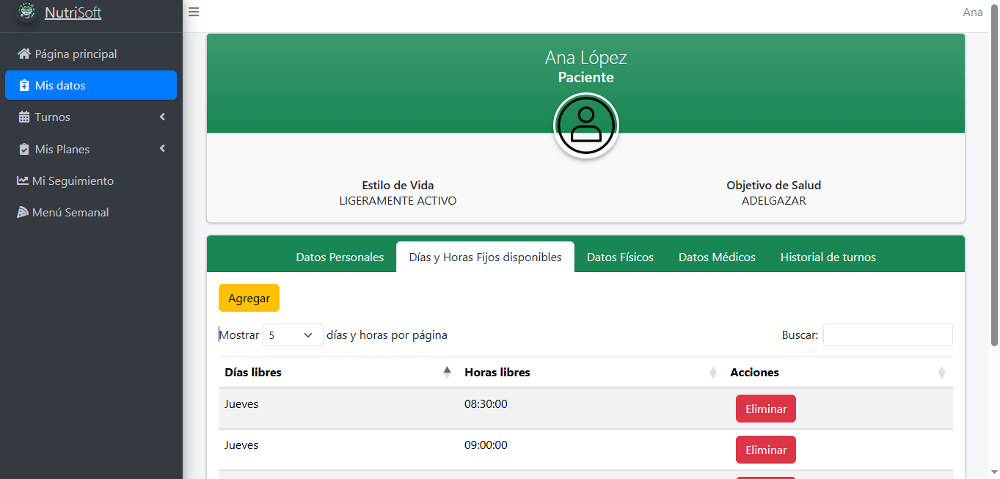 NutriSoft
Ana
Página principal
Mis datos
Turnos
Mis Planes
Mi Seguimiento
Menú Semanal
Ana López
Paciente
Estilo de Vida
LIGERAMENTE ACTIVO
Objetivo de Salud
ADELGAZAR
Datos Personales
Días y Horas Fijos disponibles
Datos Físicos
Datos Médicos
Historial de turnos
Agregar
Mostrar 5 días y horas por página
Buscar:
Días libres Horas libres Acciones
Jueves 08:30:00 Eliminar
Jueves 09:00:00 Eliminar